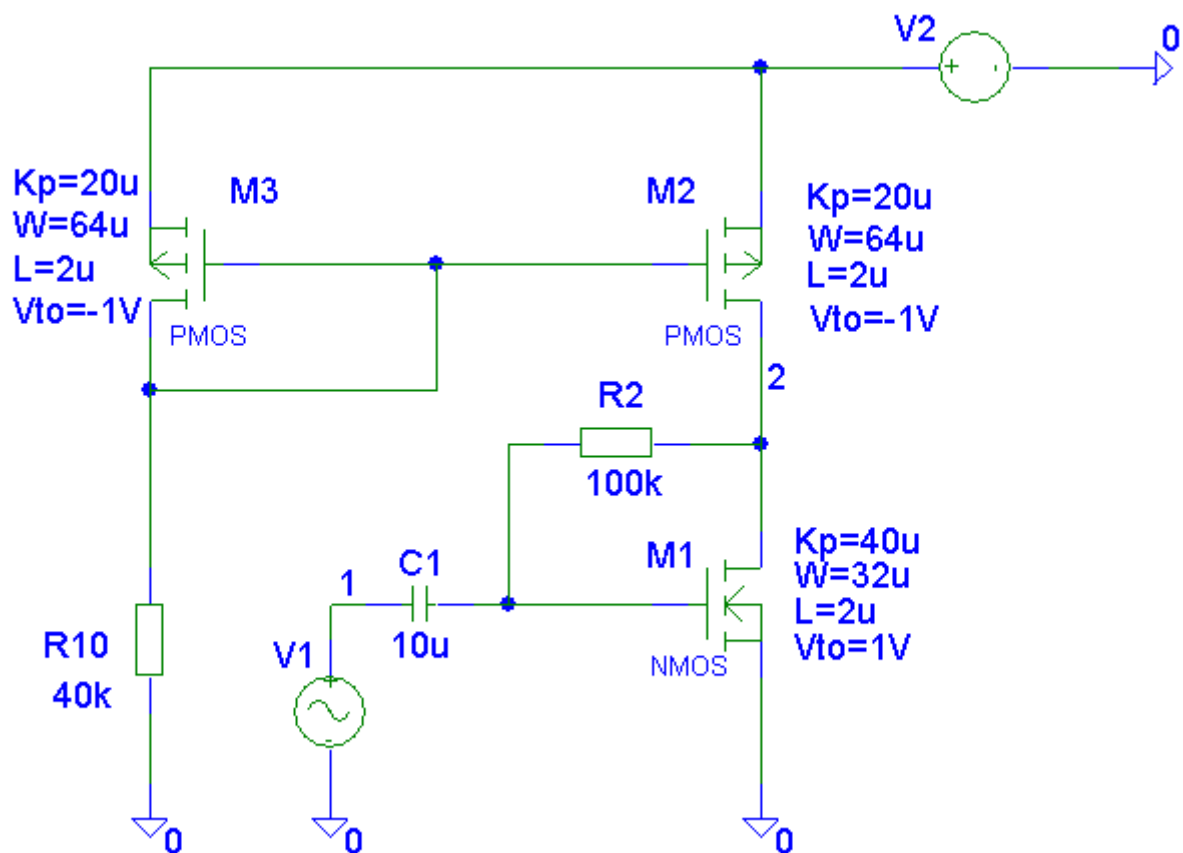 V2
0
+
-
Kp=20u
W=64u
L=2u
Vto=-1V
M3
PMOS
M2
Kp=20u
W=64u
L=2u
Vto=-1V
PMOS
2
R2
100k
M1
Kp=40u
W=32u
L=2u
Vto=1V
NMOS
C1
1
10u
V1
+
-
R10
40k
0
0
0